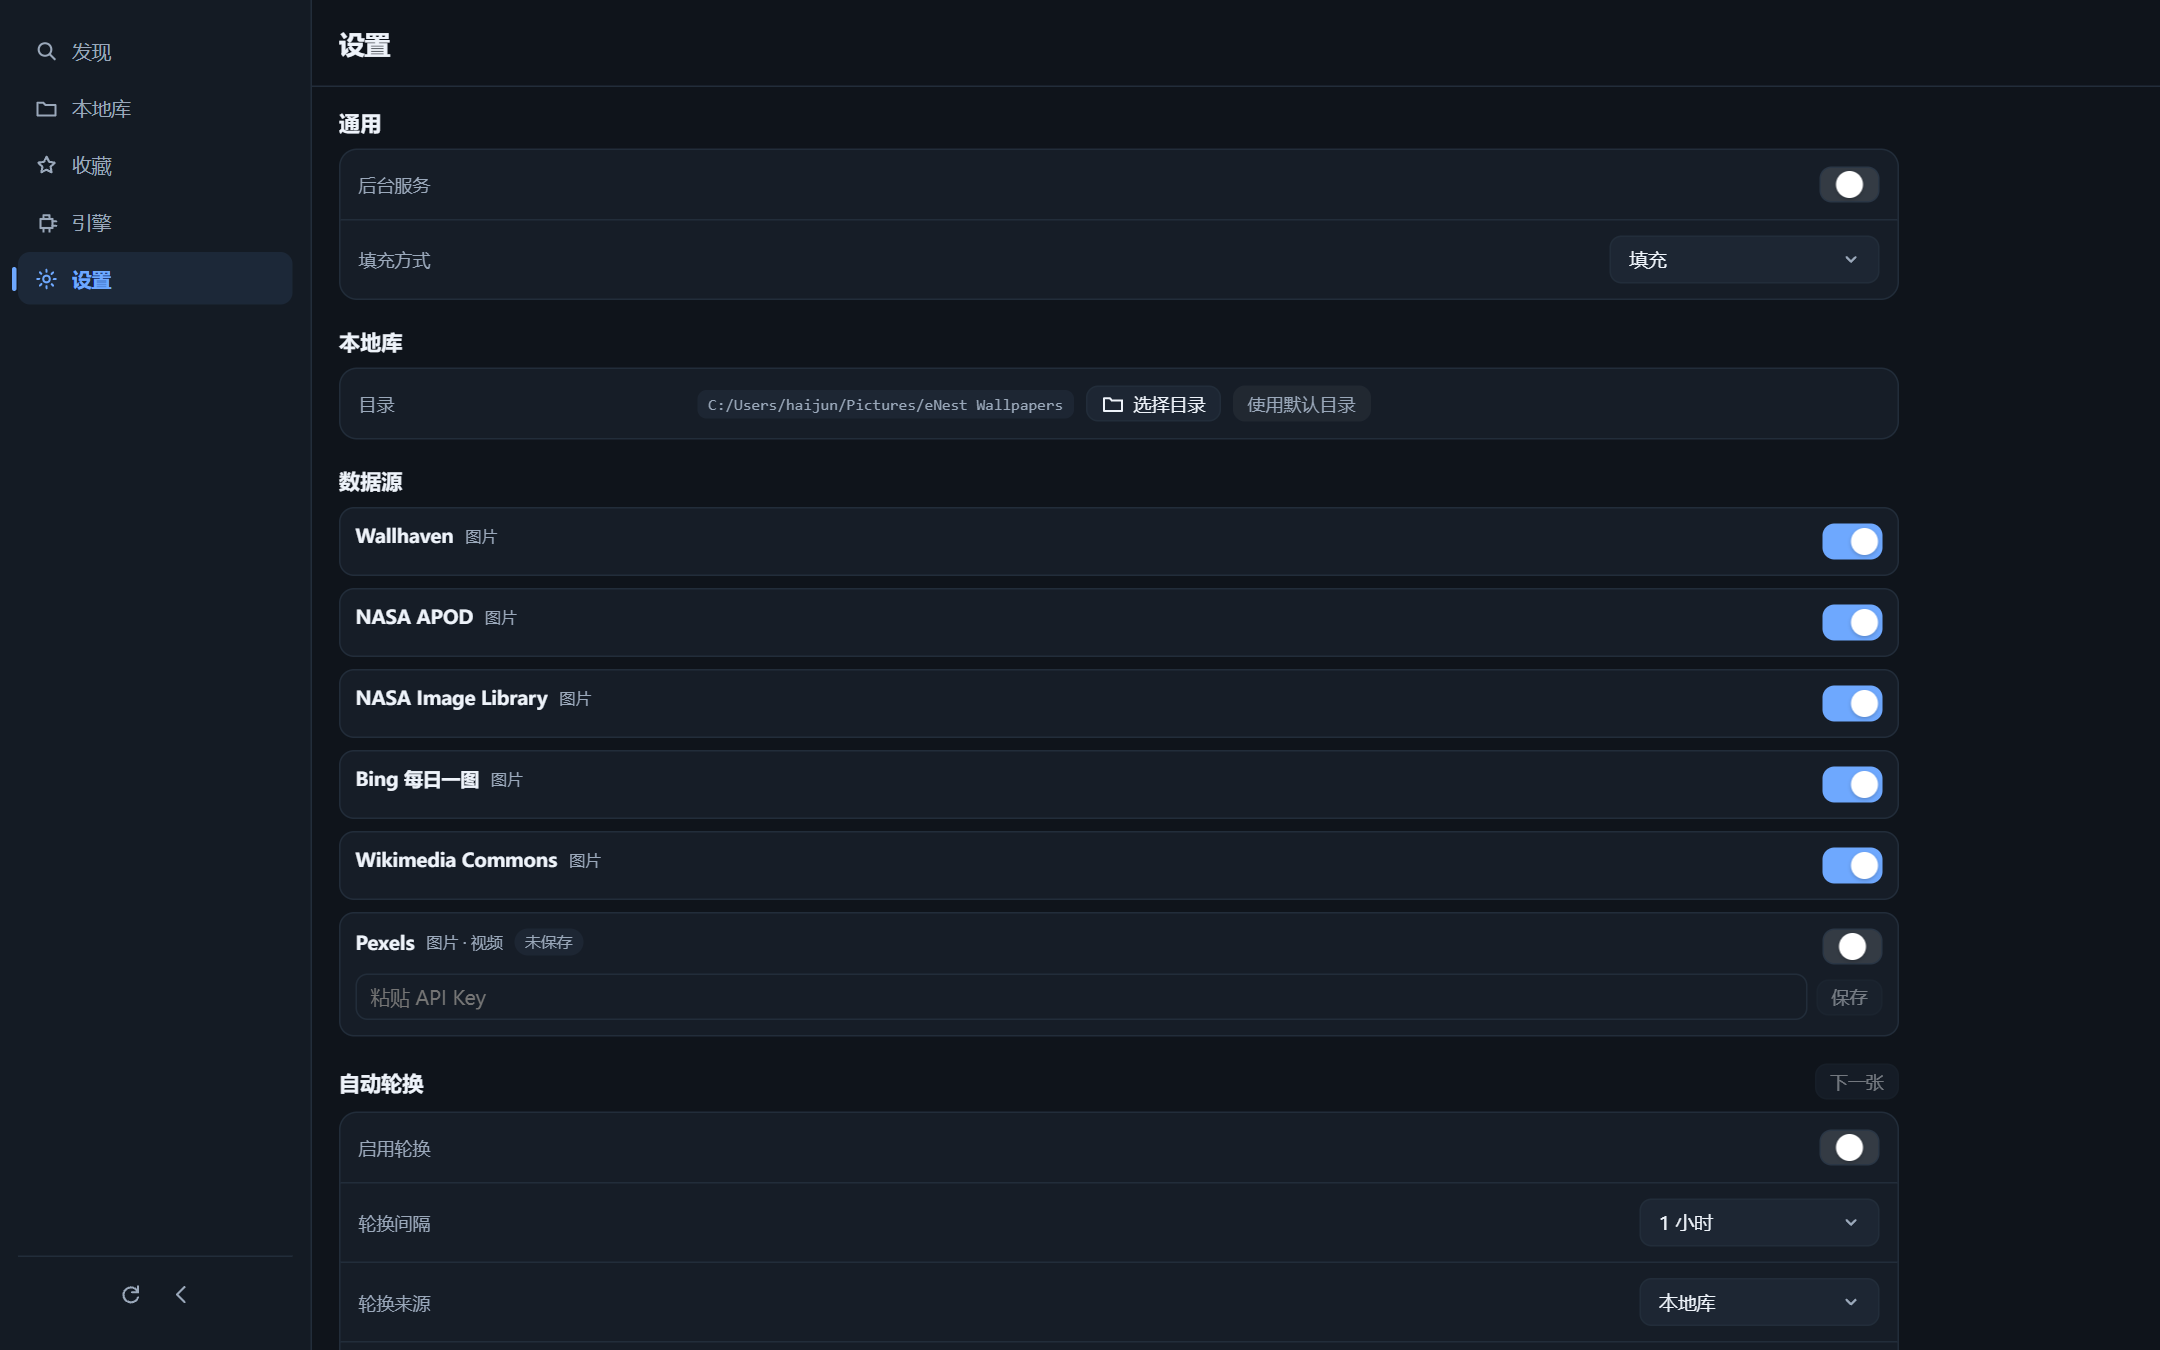 发现
本地库
收藏
引擎
设置
设置
通用
后台服务
填充方式
填充
本地库
目录
C:/Users/haijun/Pictures/eNest Wallpapers
选择目录
使用默认目录
数据源
Wallhaven 图片
NASA APOD 图片
NASA Image Library 图片
Bing 每日一图 图片
Wikimedia Commons 图片
Pexels 图片 · 视频 未保存
粘贴 API Key
保存
自动轮换
下一张
启用轮换
轮换间隔
1 小时
轮换来源
本地库